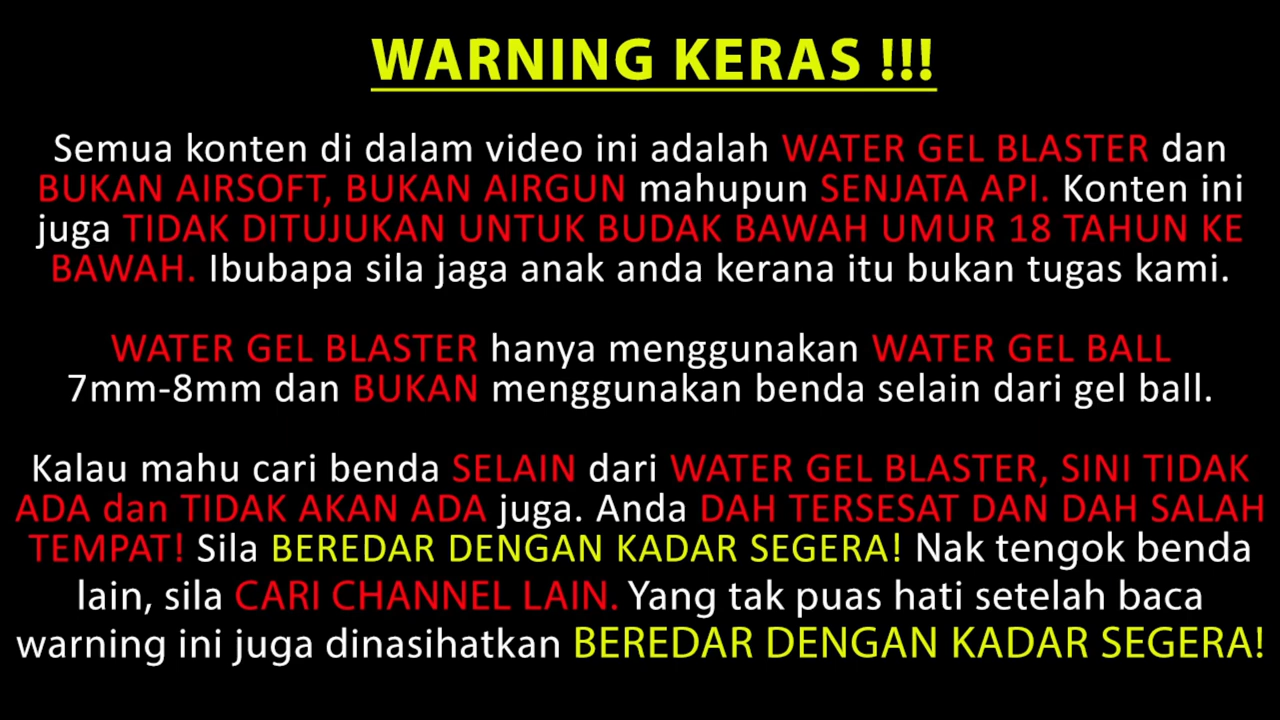 WARNING KERAS !!!
Semua konten di dalam video ini adalah WATER GEL BLASTER dan
BUKAN AIRSOFT, BUKAN AIRGUN mahupun SENJATA API. Konten ini
juga TIDAK DITUJUKAN UNTUK BUDAK BAWAH UMUR 18 TAHUN KE
BAWAH. Ibubapa sila jaga anak anda kerana itu bukan tugas kami.
WATER GEL BLASTER hanya menggunakan WATER GEL BALL
7mm-8mm dan BUKAN menggunakan benda selain dari gel ball.
Kalau mahu cari benda SELAIN dari WATER GEL BLASTER, SINI TIDAK
ADA dan TIDAK AKAN ADA juga. Anda DAH TERSESAT DAN DAH SALAH
TEMPAT! Sila BEREDAR DENGAN KADAR SEGERA! Nak tengok benda
lain, sila CARI CHANNEL LAIN. Yang tak puas hati setelah baca
warning ini juga dinasihatkan BEREDAR DENGAN KADAR SEGERA!